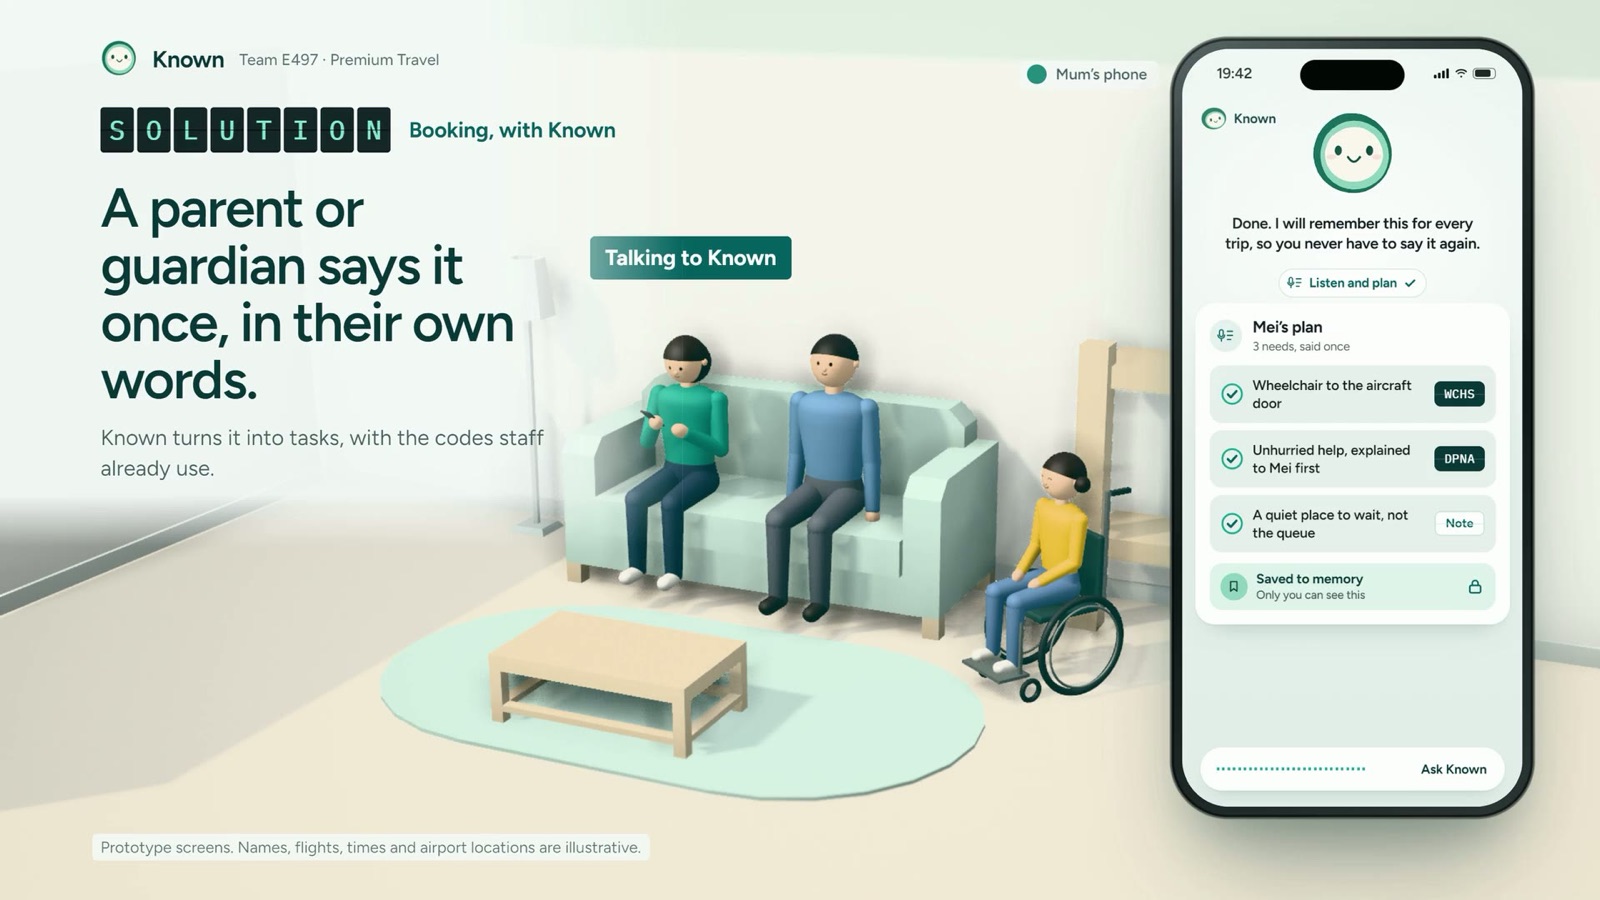 Known Team E497 · Premium Travel
SOLUTION Booking, with Known
A parent or
guardian says it
once, in their own
words.
Known turns it into tasks, with the codes staff
already use.
Talking to Known
Mum's phone
19:42
Known
Done. I will remember this for every
trip, so you never have to say it again.
Listen and plan
Mei's plan
3 needs, said once
Wheelchair to the aircraft
door
WCHS
Unhurried help, explained
to Mei first
DPNA
A quiet place to wait, not
the queue
Note
Saved to memory
Only you can see this
Ask Known
Prototype screens. Names, flights, times and airport locations are illustrative.